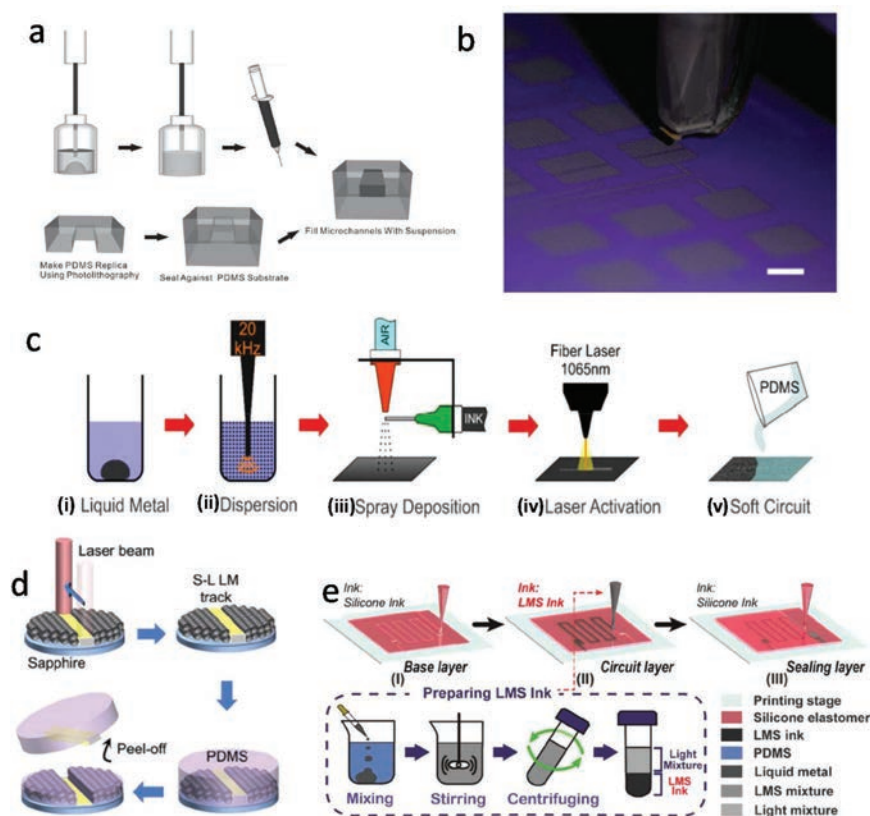 a
Make PDMS Replica
Using Photolithography
Seal Against PDMS Substrate
Fill Microchannels With Suspension
b
c
20
kHz
AIR
INK
Fiber Laser
1065nm
PDMS
(i) Liquid Metal
(ii) Dispersion
(iii) Spray Deposition
(iv) Laser Activation
(v) Soft Circuit
d
Laser beam
Sapphire
S-L LM
track
PDMS
Peel-off
e
Ink:
Silicone Ink
Base layer
(I)
Ink:
LMS Ink
Circuit layer
(II)
Ink:
Silicone Ink
Sealing layer
(III)
Preparing LMS Ink
Mixing
Stirring
Centrifuging
Light
Mixture
LMS
Ink
Printing stage
Silicone elastomer
LMS ink
PDMS
Liquid metal
LMS mixture
Light mixture